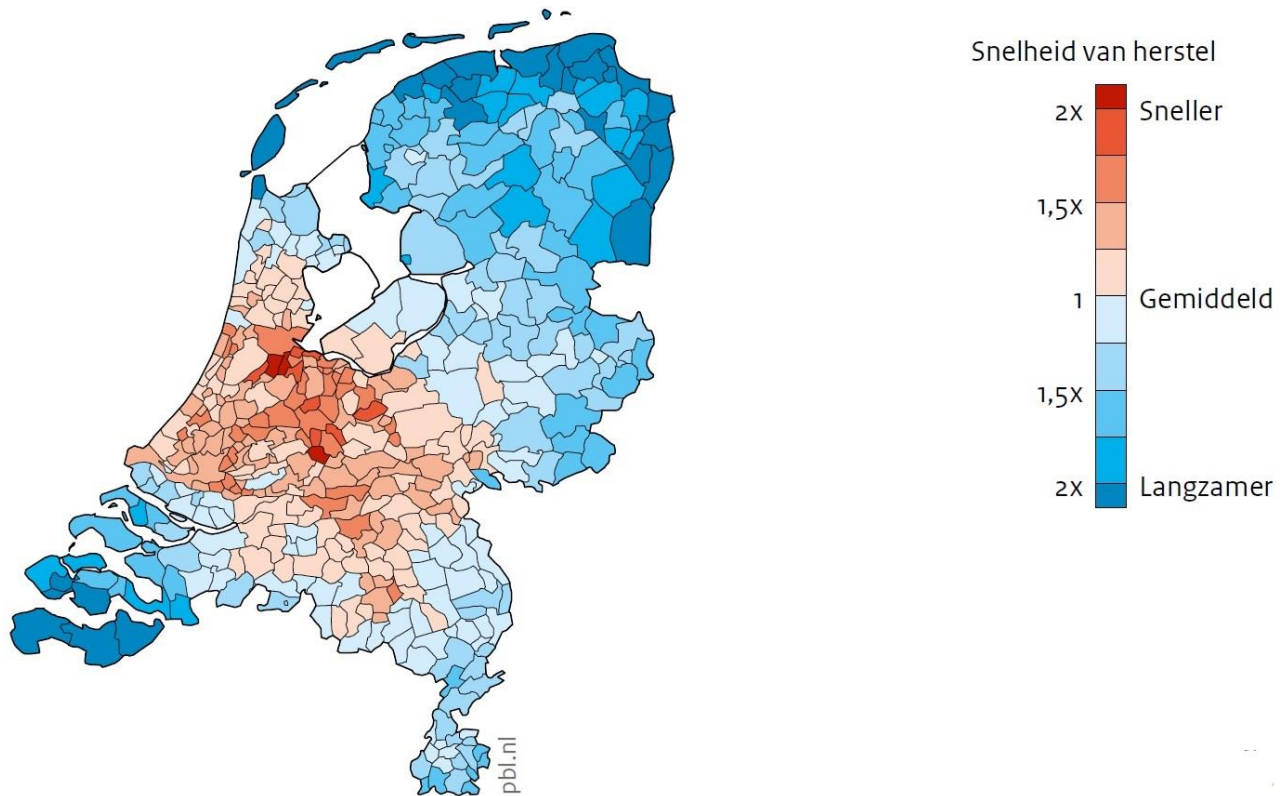 Snelheid van herstel
2X Sneller
1,5X
1 Gemiddeld
1,5X
2X Langzamer
pbl.nl